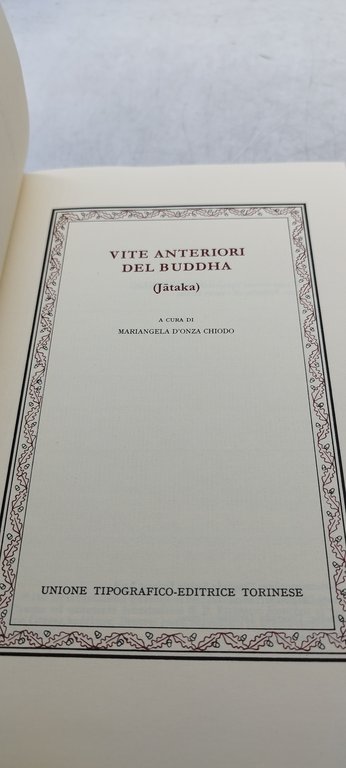 VITE ANTERIORI
DEL BUDDHA
(Jātaka)
A CURA DI
MARIANGELA D'ONZA CHIODO
UNIONE TIPOGRAFICO-EDITRICE TORINESE